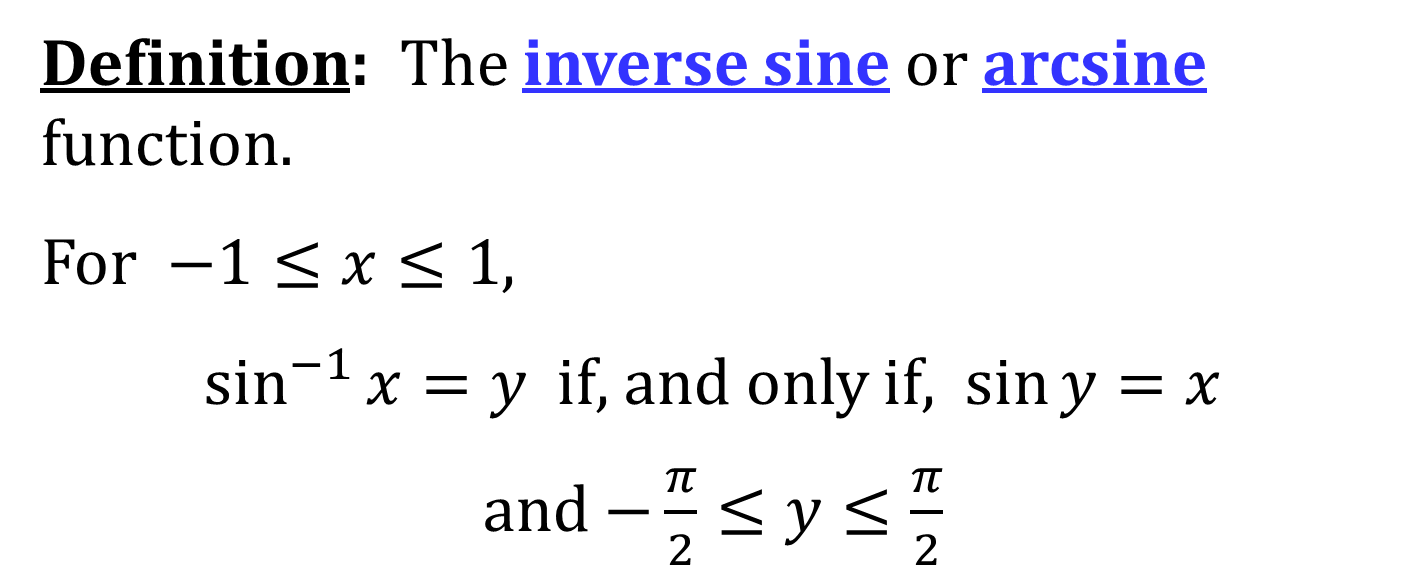 Definition: The inverse sine or arcsine
function.
For −1 ≤ x ≤ 1,
sin⁻¹ x = y if, and only if, sin y = x
and −π/2 ≤ y ≤ π/2